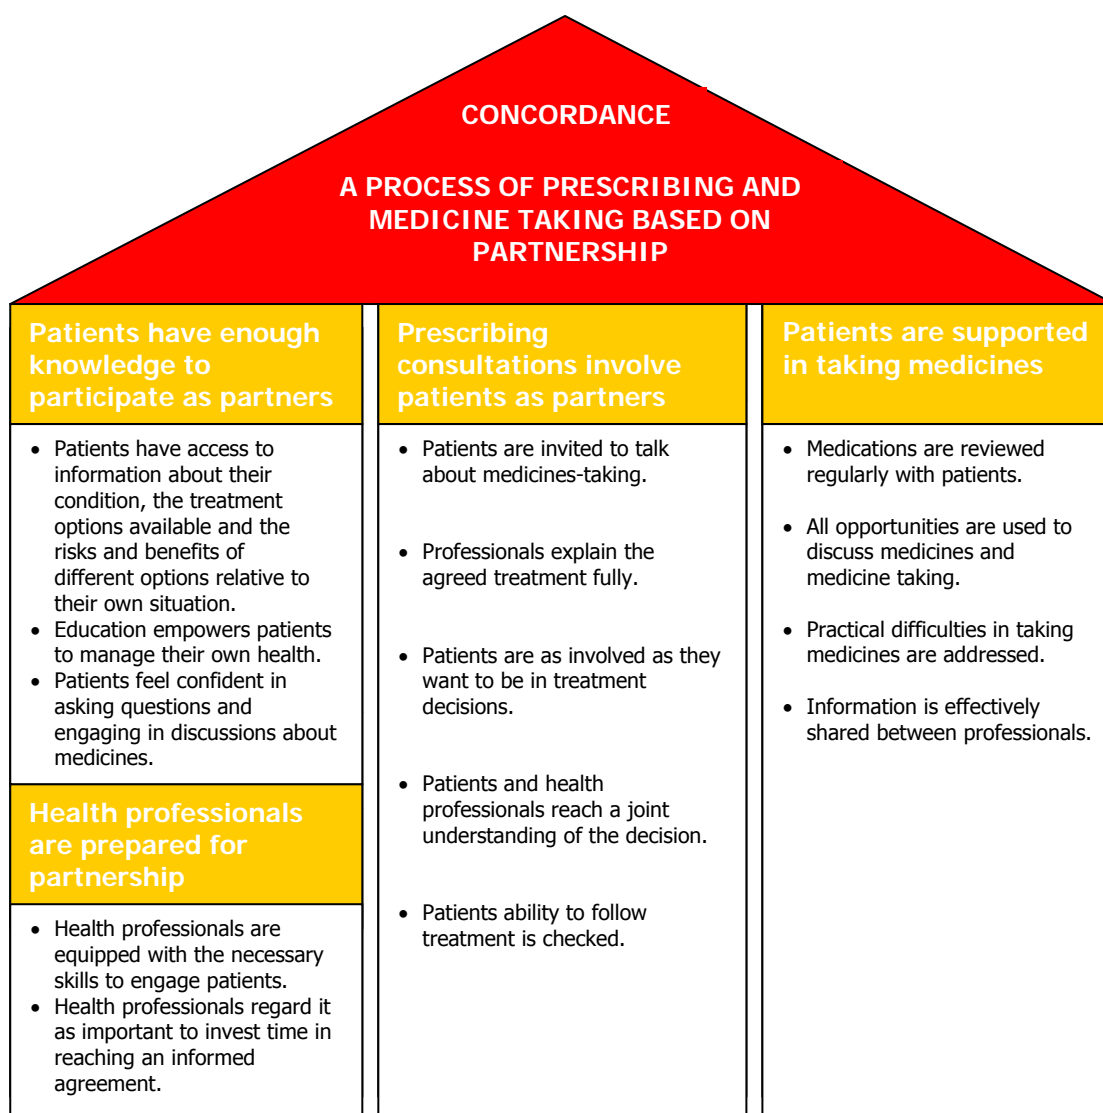 CONCORDANCE
A PROCESS OF PRESCRIBING AND
MEDICINE TAKING BASED ON
PARTNERSHIP
Patients have enough
knowledge to
participate as partners
• Patients have access to
information about their
condition, the treatment
options available and the
risks and benefits of
different options relative to
their own situation.
• Education empowers patients
to manage their own health.
• Patients feel confident in
asking questions and
engaging in discussions about
medicines.
Health professionals
are prepared for
partnership
• Health professionals are
equipped with the necessary
skills to engage patients.
• Health professionals regard it
as important to invest time in
reaching an informed
agreement.
Prescribing
consultations involve
patients as partners
• Patients are invited to talk
about medicines-taking.
• Professionals explain the
agreed treatment fully.
• Patients are as involved as they
want to be in treatment
decisions.
• Patients and health
professionals reach a joint
understanding of the decision.
• Patients ability to follow
treatment is checked.
Patients are supported
in taking medicines
• Medications are reviewed
regularly with patients.
• All opportunities are used to
discuss medicines and
medicine taking.
• Practical difficulties in taking
medicines are addressed.
• Information is effectively
shared between professionals.